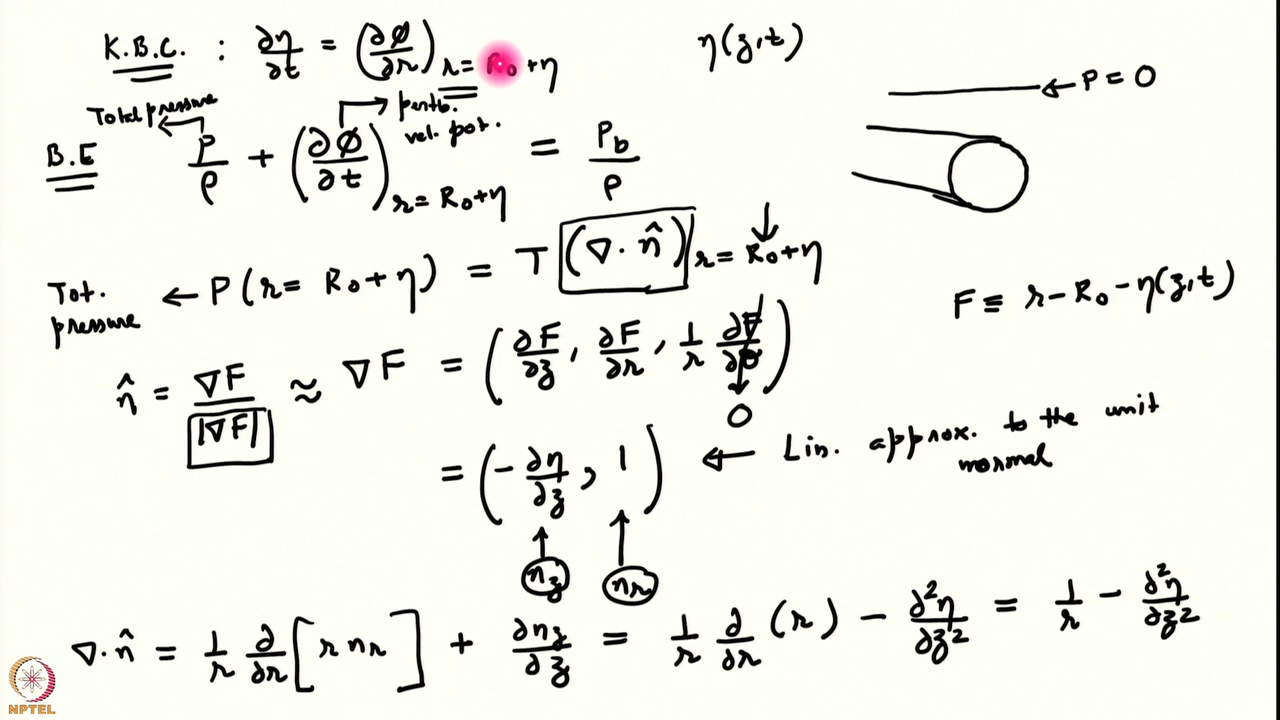 K.B.C. : ∂η/∂t = (∂φ/∂r)_{r= R₀+η} η(z,t)
← P = 0
Total pressure pertb. vel. pot.
B.E P/ρ + (∂φ/∂t)_{r= R₀+η} = P_b/ρ
Tot. pressure ← P(r= R₀+η) = T (∇·n̂)_{r= R₀+η}
F ≡ r-R₀-η(z,t)
n̂ = ∇F/|∇F| ≈ ∇F = (∂F/∂z, ∂F/∂r, 1/r ∂F/∂θ)
0
= (-∂η/∂z, 1) ← Lin. approx. to the unit normal
n_z n_r
∇·n̂ = 1/r ∂/∂r [r n_r] + ∂n_z/∂z = 1/r ∂/∂r (r) - ∂²η/∂z² = 1/r - ∂²η/∂z²
NPTEL